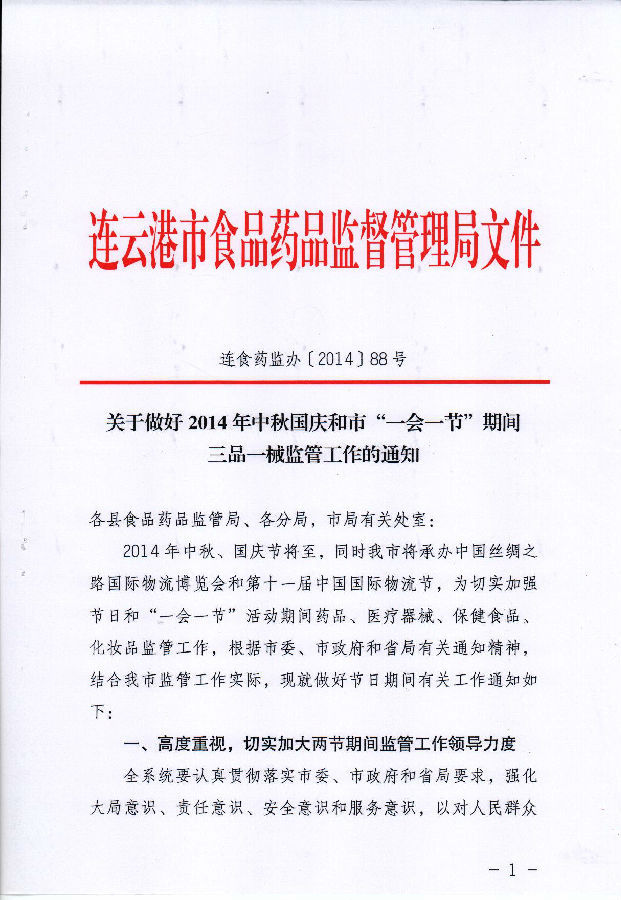 连云港市食品药品监督管理局文件
连食药监办〔2014〕88号
关于做好 2014 年中秋国庆和市“一会一节”期间
三品一械监管工作的通知
各县食品药品监管局、各分局，市局有关处室：
2014 年中秋、国庆节将至，同时我市将承办中国丝绸之
路国际物流博览会和第十一届中国国际物流节，为切实加强
节日和“一会一节”活动期间药品、医疗器械、保健食品、
化妆品监管工作，根据市委、市政府和省局有关通知精神，
结合我市监管工作实际，现就做好节日期间有关工作通知如
下：
一、高度重视，切实加大两节期间监管工作领导力度
全系统要认真贯彻落实市委、市政府和省局要求，强化
大局意识、责任意识、安全意识和服务意识，以对人民群众
－ 1 －